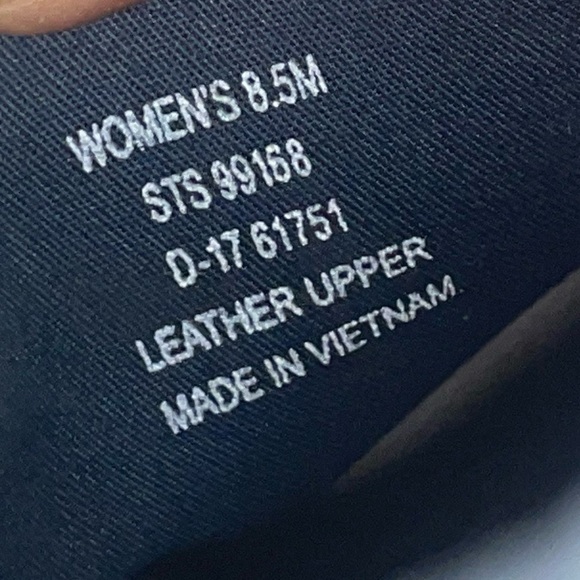 WOMEN'S 8.5M
STS 99168
D-17 61751
LEATHER UPPER
MADE IN VIETNAM.